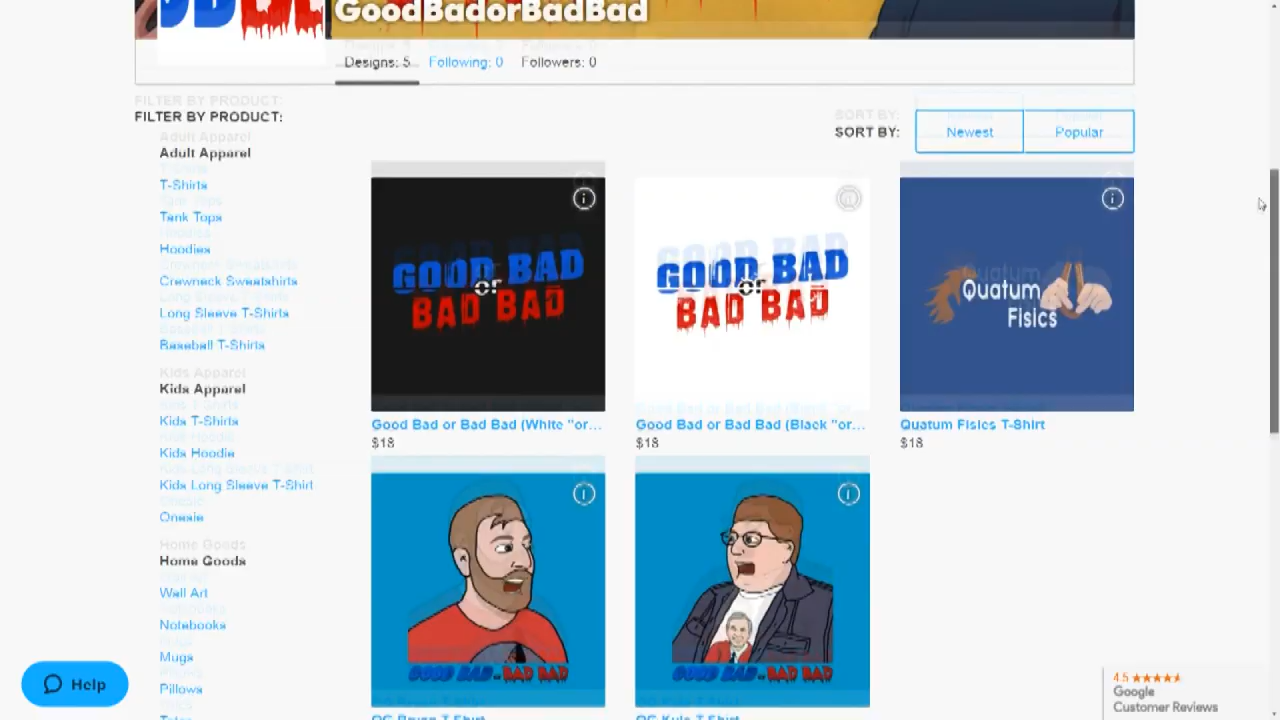 GoodBadorBadBad
Designs: 5
Following: 0
Followers: 0
FILTER BY PRODUCT:
SORT BY:
Newest
Popular
Adult Apparel
T-Shirts
Tank Tops
Hoodies
Crewneck Sweatshirts
Long Sleeve T-Shirts
Baseball T-Shirts
Kids Apparel
Kids T-Shirts
Kids Hoodie
Kids Long Sleeve T-Shirt
Onesie
Home Goods
Wall Art
Notebooks
Mugs
Pillows
GOOD BAD
or
BAD BAD
Good Bad or Bad Bad (White "or...
$18
GOOD BAD
or
BAD BAD
Good Bad or Bad Bad (Black "or...
$18
Quatum
Fisics
Quatum Fisics T-Shirt
$18
GOOD BAD or BAD BAD
GOOD BAD or BAD BAD
Help
4.5
Google
Customer Reviews